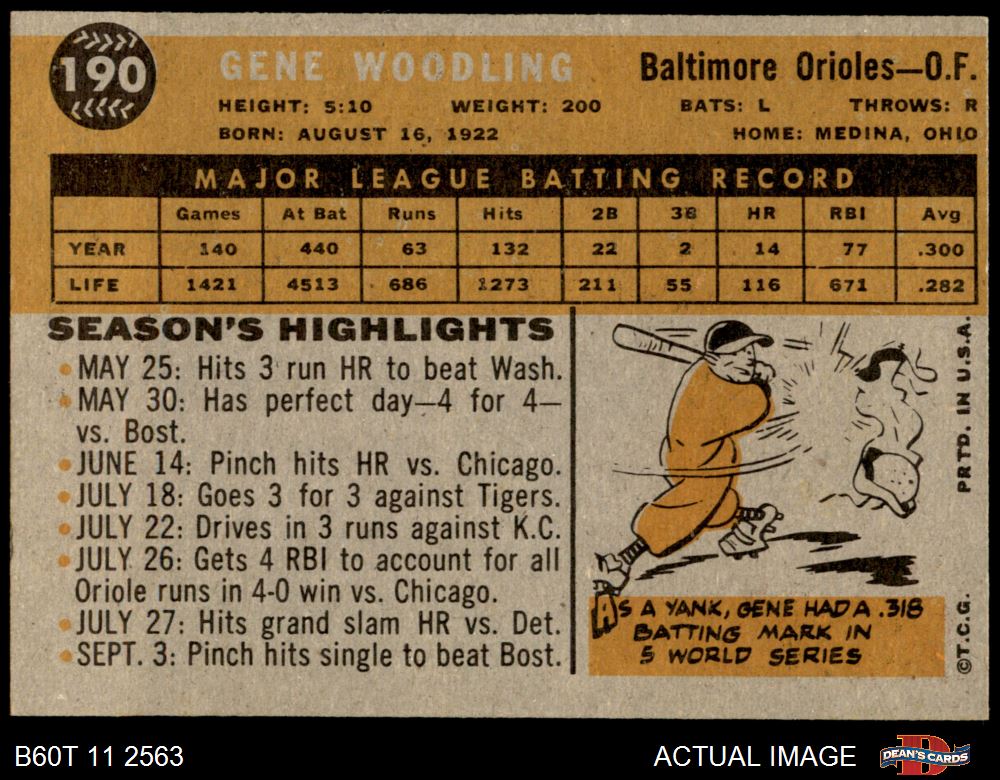 190
GENE WOODLING
Baltimore Orioles—O.F.
HEIGHT: 5:10 WEIGHT: 200 BATS: L THROWS: R
BORN: AUGUST 16, 1922 HOME: MEDINA, OHIO
MAJOR LEAGUE BATTING RECORD
Games At Bat Runs Hits 2B 3B HR RBI Avg
YEAR 140 440 63 132 22 2 14 77 .300
LIFE 1421 4513 686 1273 211 55 116 671 .282
SEASON'S HIGHLIGHTS
• MAY 25: Hits 3 run HR to beat Wash.
• MAY 30: Has perfect day—4 for 4—
vs. Bost.
• JUNE 14: Pinch hits HR vs. Chicago.
• JULY 18: Goes 3 for 3 against Tigers.
• JULY 22: Drives in 3 runs against K.C.
• JULY 26: Gets 4 RBI to account for all
Oriole runs in 4-0 win vs. Chicago.
• JULY 27: Hits grand slam HR vs. Det.
• SEPT. 3: Pinch hits single to beat Bost.
AS A YANK, GENE HAD A .318
BATTING MARK IN
5 WORLD SERIES
©T.C.G. PRTD. IN U.S.A.
B60T 11 2563
ACTUAL IMAGE
DEAN'S CARDS